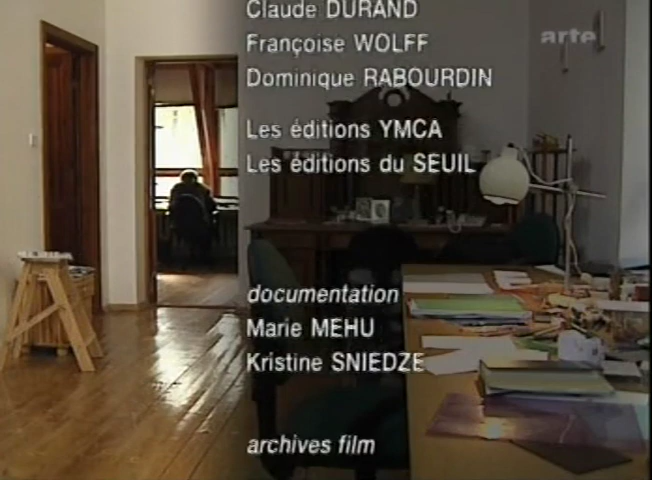 Claude DURAND
arte
Françoise WOLFF
Dominique RABOURDIN
Les éditions YMCA
Les éditions du SEUIL
documentation
Marie MEHU
Kristine SNIEDZE
archives film